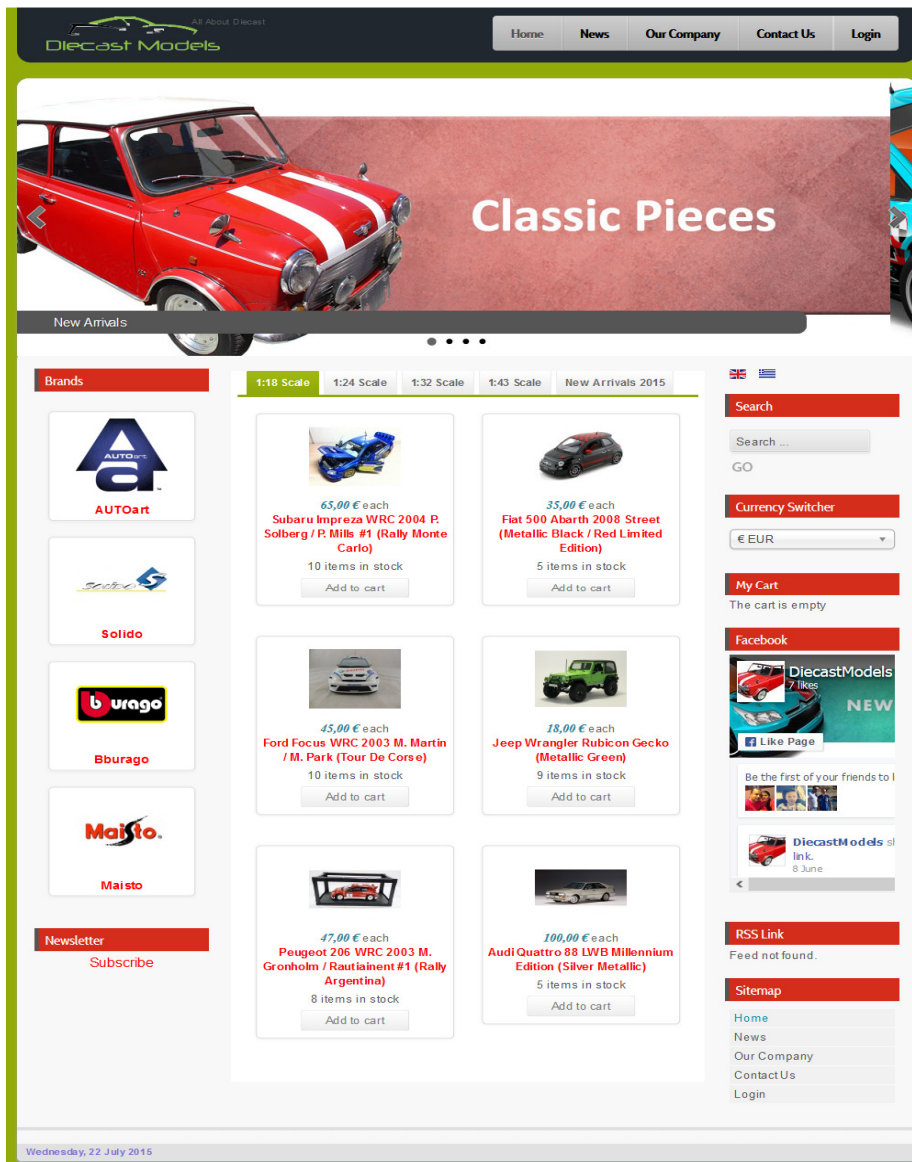 All About Diecast
Diecast Models
Home
News
Our Company
Contact Us
Login
Classic Pieces
New Arrivals
Brands
AUTOart
AUTOart
solido S
Solido
burago
Bburago
Maisto.
Maisto
Newsletter
Subscribe
1:18 Scale
1:24 Scale
1:32 Scale
1:43 Scale
New Arrivals 2015
65,00 € each
Subaru Impreza WRC 2004 P.
Solberg / P. Mills #1 (Rally Monte
Carlo)
10 items in stock
Add to cart
35,00 € each
Fiat 500 Abarth 2008 Street
(Metallic Black / Red Limited
Edition)
5 items in stock
Add to cart
45,00 € each
Ford Focus WRC 2003 M. Martin
/ M. Park (Tour De Corse)
10 items in stock
Add to cart
18,00 € each
Jeep Wrangler Rubicon Gecko
(Metallic Green)
9 items in stock
Add to cart
47,00 € each
Peugeot 206 WRC 2003 M.
Gronholm / Rautiainent #1 (Rally
Argentina)
8 items in stock
Add to cart
100,00 € each
Audi Quattro 88 LWB Millennium
Edition (Silver Metallic)
5 items in stock
Add to cart
Search
Search ...
GO
Currency Switcher
€ EUR
My Cart
The cart is empty
Facebook
DiecastModels
7 likes
NEW
Like Page
Be the first of your friends to l
DiecastModels sh
link.
8 June
RSS Link
Feed not found.
Sitemap
Home
News
Our Company
Contact Us
Login
Wednesday, 22 July 2015